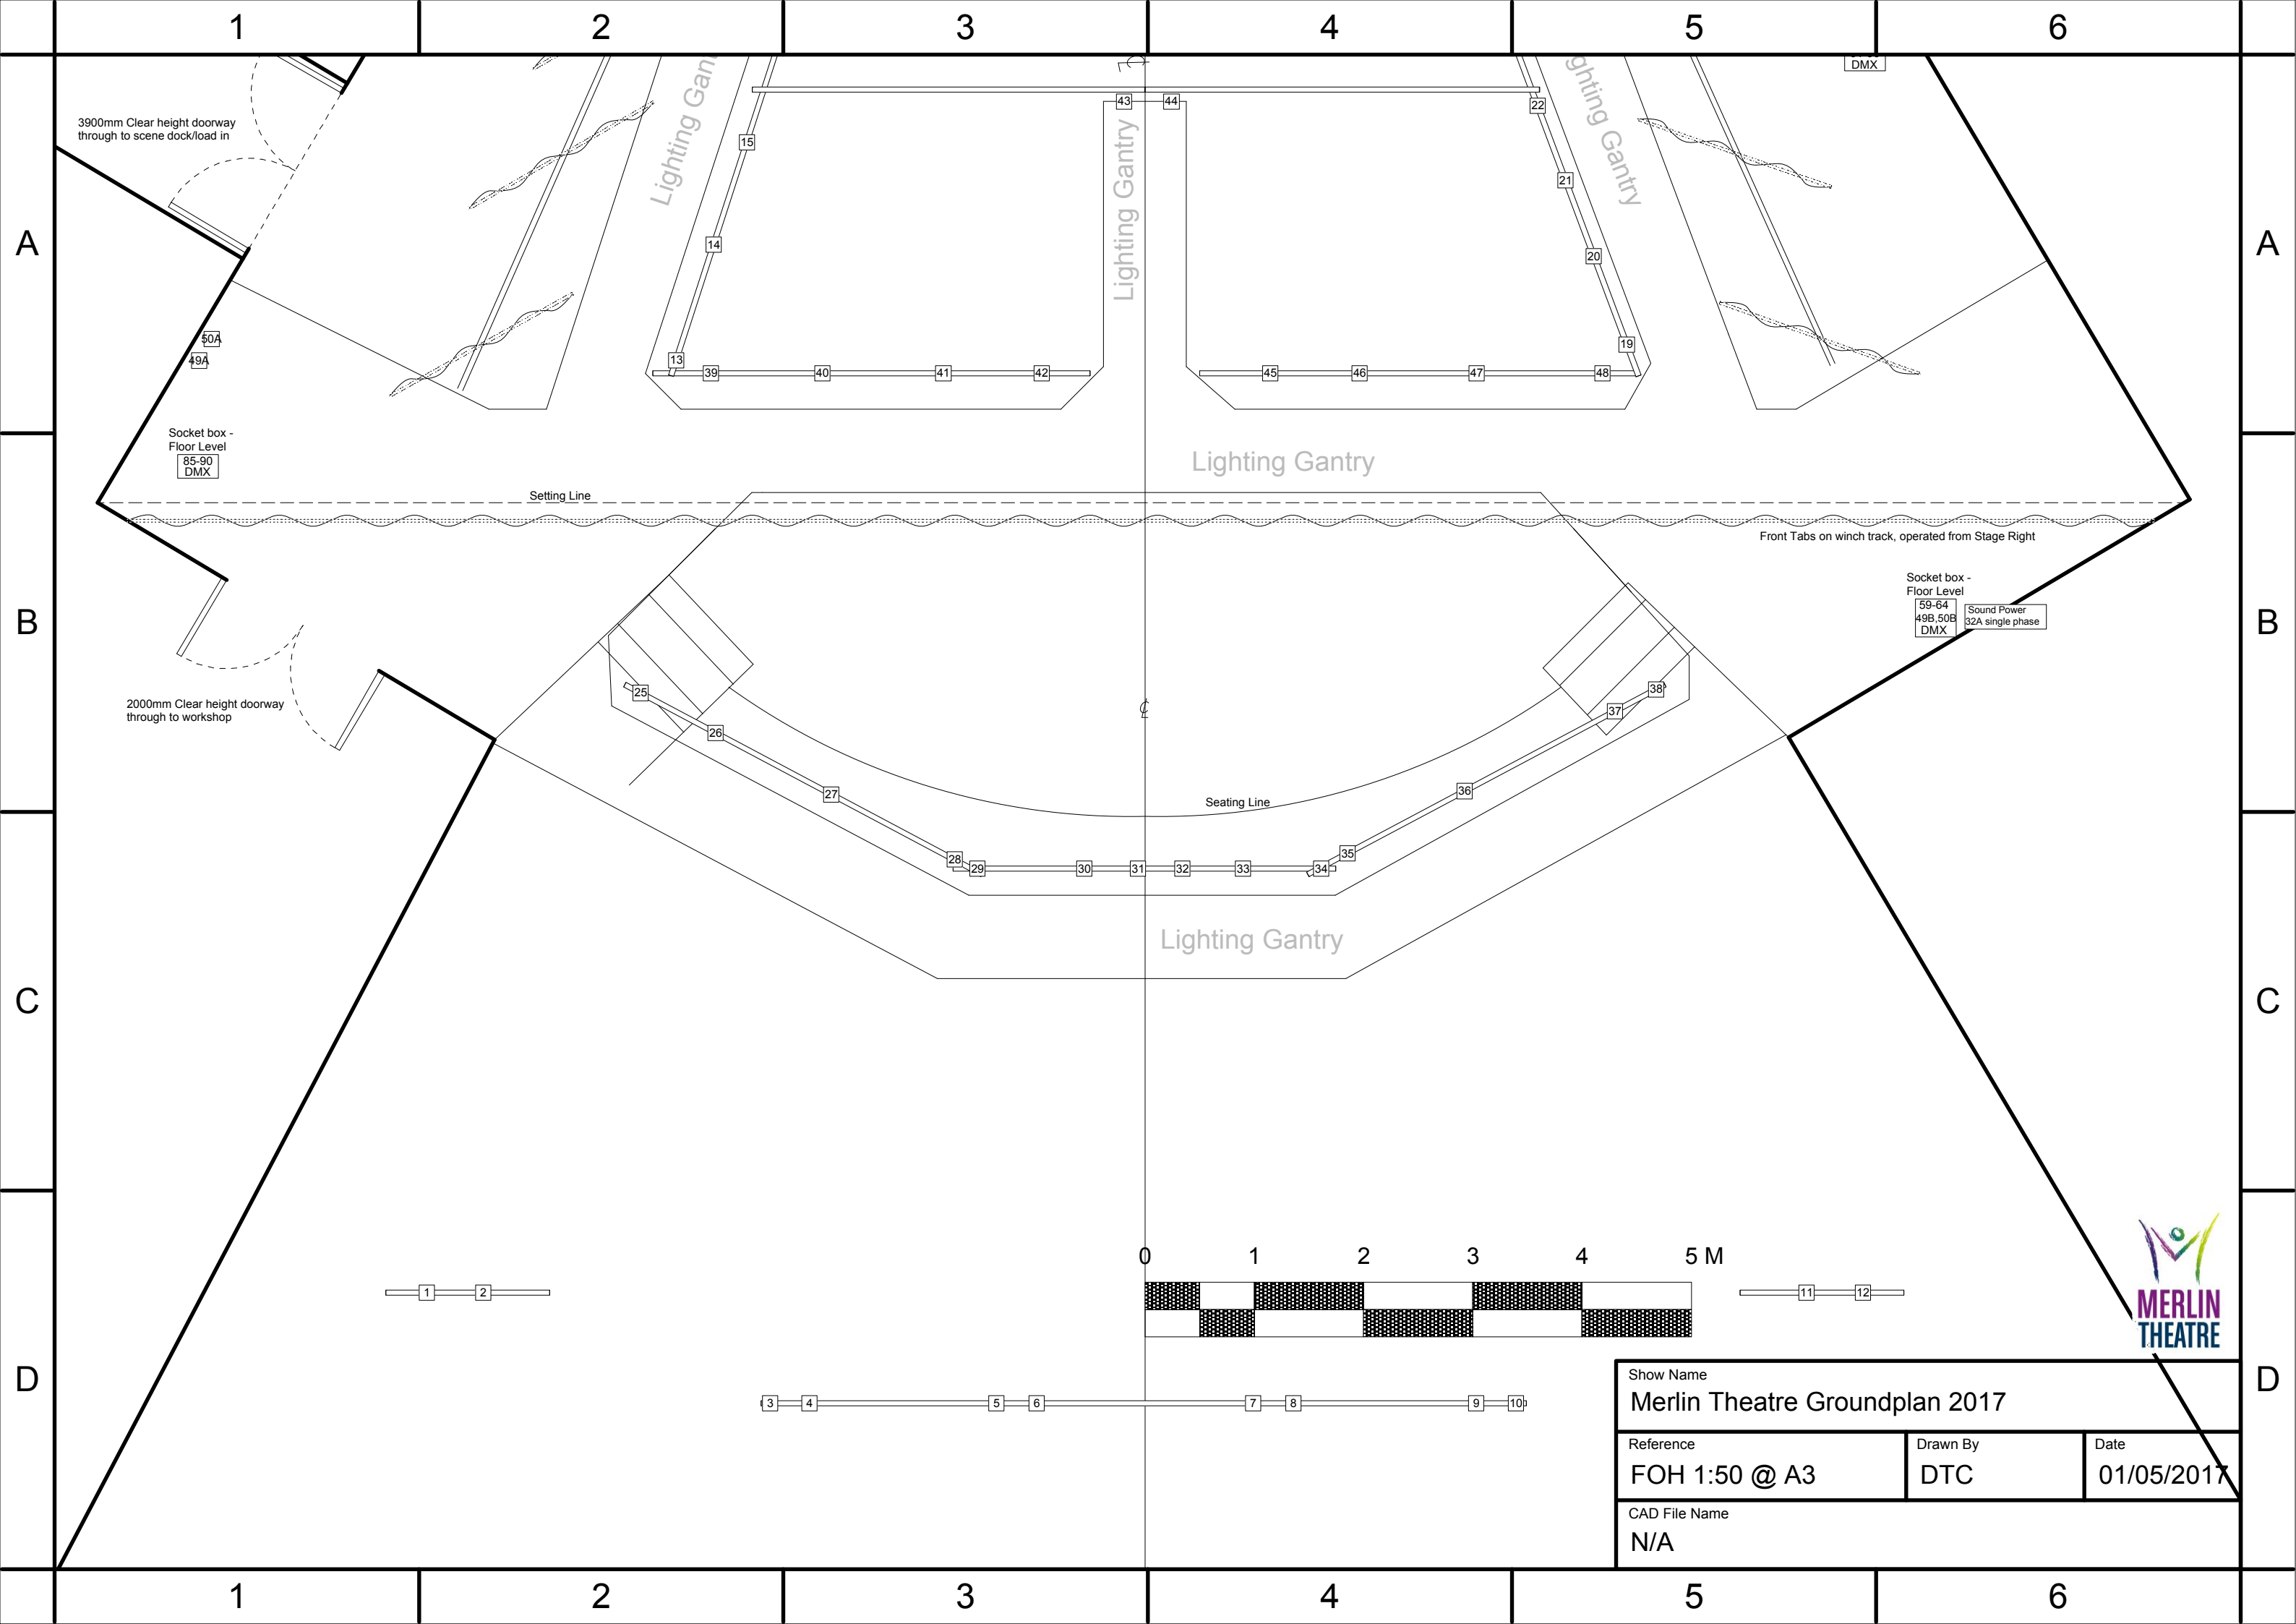 1 2 3 4 5 6
A
B
C
D
A
B
C
D
3900mm Clear height doorway
through to scene dock/load in
Lighting Gantry
Lighting Gantry
DMX
43 44
22
15
21
14
20
50A
49A
13
19
39 40 41 42
45 46 47 48
Socket box -
Floor Level
85-90
DMX
Lighting Gantry
Setting Line
Front Tabs on winch track, operated from Stage Right
Socket box -
Floor Level
59-64
49B,50B
DMX
Sound Power
32A single phase
2000mm Clear height doorway
through to workshop
25
26
27
28
38
37
36
35
Seating Line
29 30 31 32 33 34
Lighting Gantry
0 1 2 3 4 5 M
1 2
11 12
3 4 5 6 7 8 9 10
MERLIN
THEATRE
Show Name
Merlin Theatre Groundplan 2017
Reference
FOH 1:50 @ A3
Drawn By
DTC
Date
01/05/2017
CAD File Name
N/A
1 2 3 4 5 6